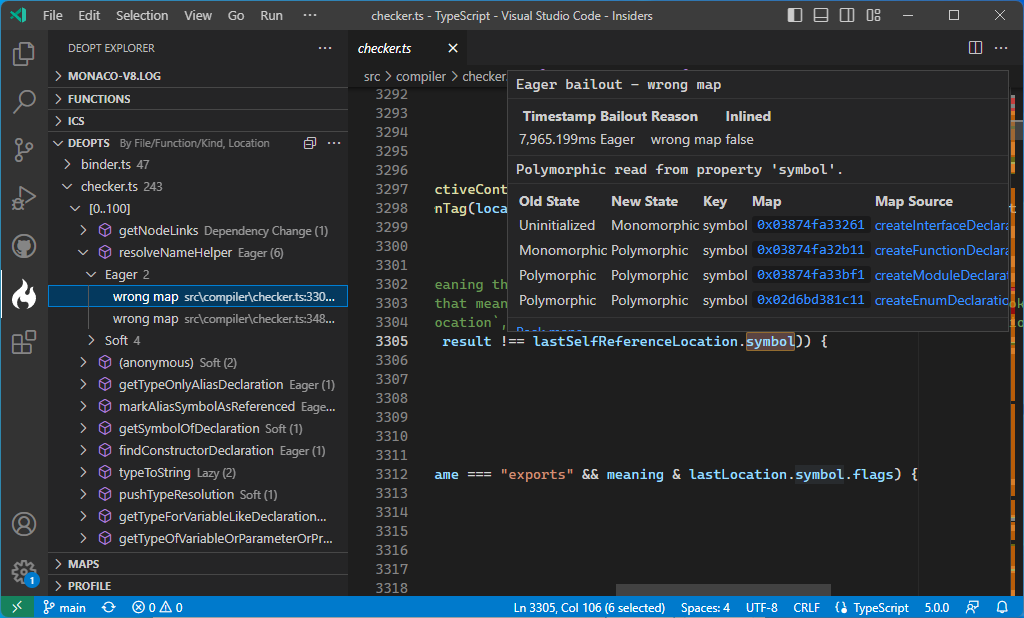 File Edit Selection View Go Run ··· checker.ts - TypeScript - Visual Studio Code - Insiders
DEOPT EXPLORER ···
MONACO-V8.LOG
FUNCTIONS
ICS
DEOPTS By File/Function/Kind, Location ···
binder.ts 47
checker.ts 243
[0..100]
getNodeLinks Dependency Change (1)
resolveNameHelper Eager (6)
Eager 2
wrong map src\compiler\checker.ts:330...
wrong map src\compiler\checker.ts:348...
Soft 4
(anonymous) Soft (2)
getTypeOnlyAliasDeclaration Eager (1)
markAliasSymbolAsReferenced Eage...
getSymbolOfDeclaration Soft (1)
findConstructorDeclaration Eager (1)
typeToString Lazy (2)
pushTypeResolution Soft (1)
getTypeForVariableLikeDeclaration...
getTypeOfVariableOrParameterOrPr...
MAPS
PROFILE
1
checker.ts ···
src > compiler > checker.
Eager bailout - wrong map
Timestamp Bailout Reason Inlined
7,965.199ms Eager wrong map false
Polymorphic read from property 'symbol'.
Old State New State Key Map Map Source
Uninitialized Monomorphic symbol 0x03874fa33261 createInterfaceDeclara
Monomorphic Polymorphic symbol 0x03874fa32b11 createFunctionDeclara
Polymorphic Polymorphic symbol 0x03874fa33bf1 createModuleDeclarat
Polymorphic Polymorphic symbol 0x02d6bd381c11 createEnumDeclaratio
3292
3293
3294
3295
3296
3297 ctiveCont
3298 nTag(loca
3299
3300
3301
3302 eaning th
3303 that mean
3304 ocation`,
3305 result !== lastSelfReferenceLocation.symbol)) {
3306
3307
3308
3309
3310
3311
3312 ame === "exports" && meaning & lastLocation.symbol.flags) {
3313
3314
3315
3316
3317
3318
main 0 0 Ln 3305, Col 106 (6 selected) Spaces: 4 UTF-8 CRLF {} TypeScript 5.0.0